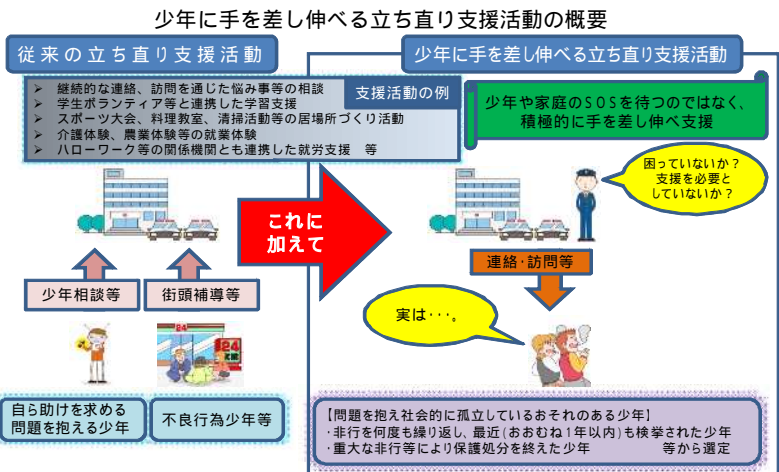 少年に手を差し伸べる立ち直り支援活動の概要
従来の立ち直り支援活動
少年に手を差し伸べる立ち直り支援活動
支援活動の例
➢ 継続的な連絡、訪問を通じた悩み事等の相談
➢ 学生ボランティア等と連携した学習支援
➢ スポーツ大会、料理教室、清掃活動等の居場所づくり活動
➢ 介護体験、農業体験等の就業体験
➢ ハローワーク等の関係機関とも連携した就労支援 等
少年や家庭のSOSを待つのではなく、
積極的に手を差し伸べ支援
困っていないか?
支援を必要と
していないか?
これに
加えて
少年相談等
街頭補導等
連絡・訪問等
実は・・・。
24
24
自ら助けを求める
問題を抱える少年
不良行為少年等
【問題を抱え社会的に孤立しているおそれのある少年】
・非行を何度も繰り返し、最近(おおむね1年以内)も検挙された少年
・重大な非行等により保護処分を終えた少年 等から選定